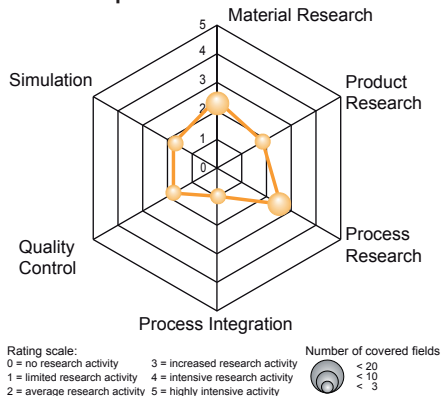 Material Research
5
4
3
2
1
0
Simulation
Product
Research
Quality
Control
Process
Research
Process Integration
Rating scale:
0 = no research activity
1 = limited research activity
2 = average research activity
3 = increased research activity
4 = intensive research activity
5 = highly intensive activity
Number of covered fields
< 20
< 10
< 3